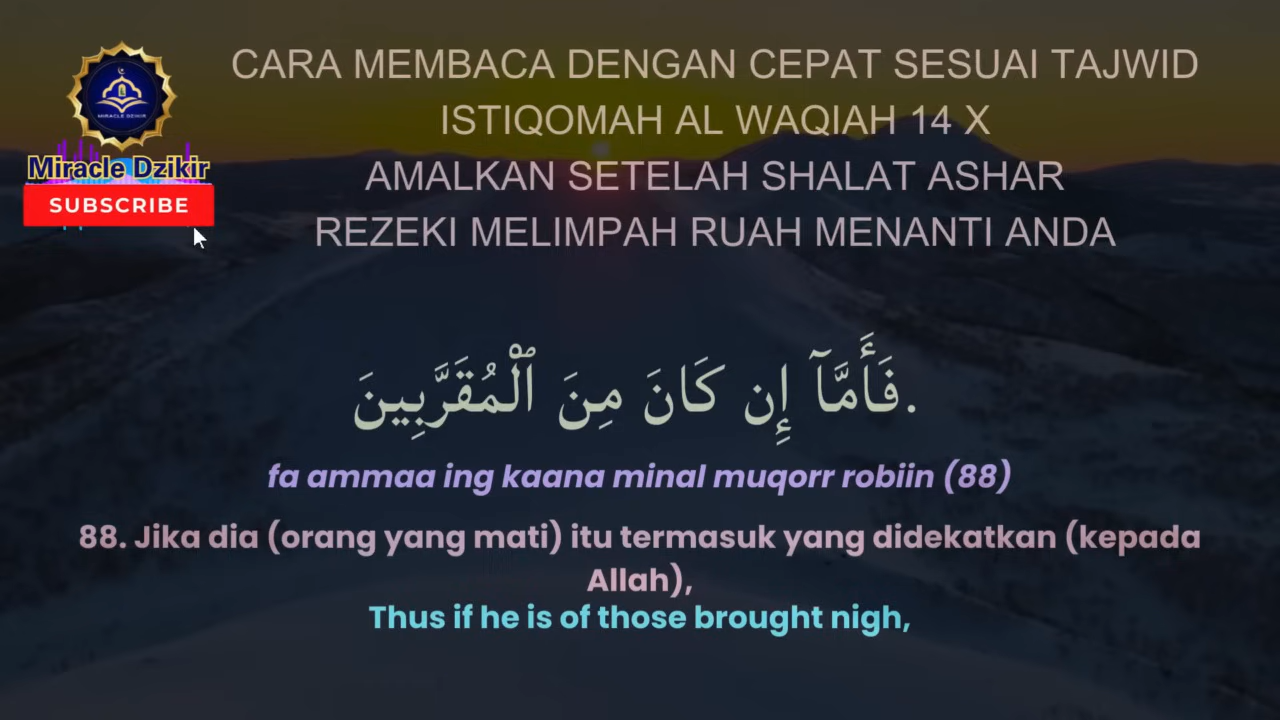 CARA MEMBACA DENGAN CEPAT SESUAI TAJWID
ISTIQOMAH AL WAQIAH 14 X
AMALKAN SETELAH SHALAT ASHAR
REZEKI MELIMPAH RUAH MENANTI ANDA
MIRACLE DZIKIR
Miracle Dzikir
SUBSCRIBE
فَأَمَّآ إِن كَانَ مِنَ ٱلْمُقَرَّبِينَ.
fa ammaa ing kaana minal muqorr robiin (88)
88. Jika dia (orang yang mati) itu termasuk yang didekatkan (kepada
Allah),
Thus if he is of those brought nigh,